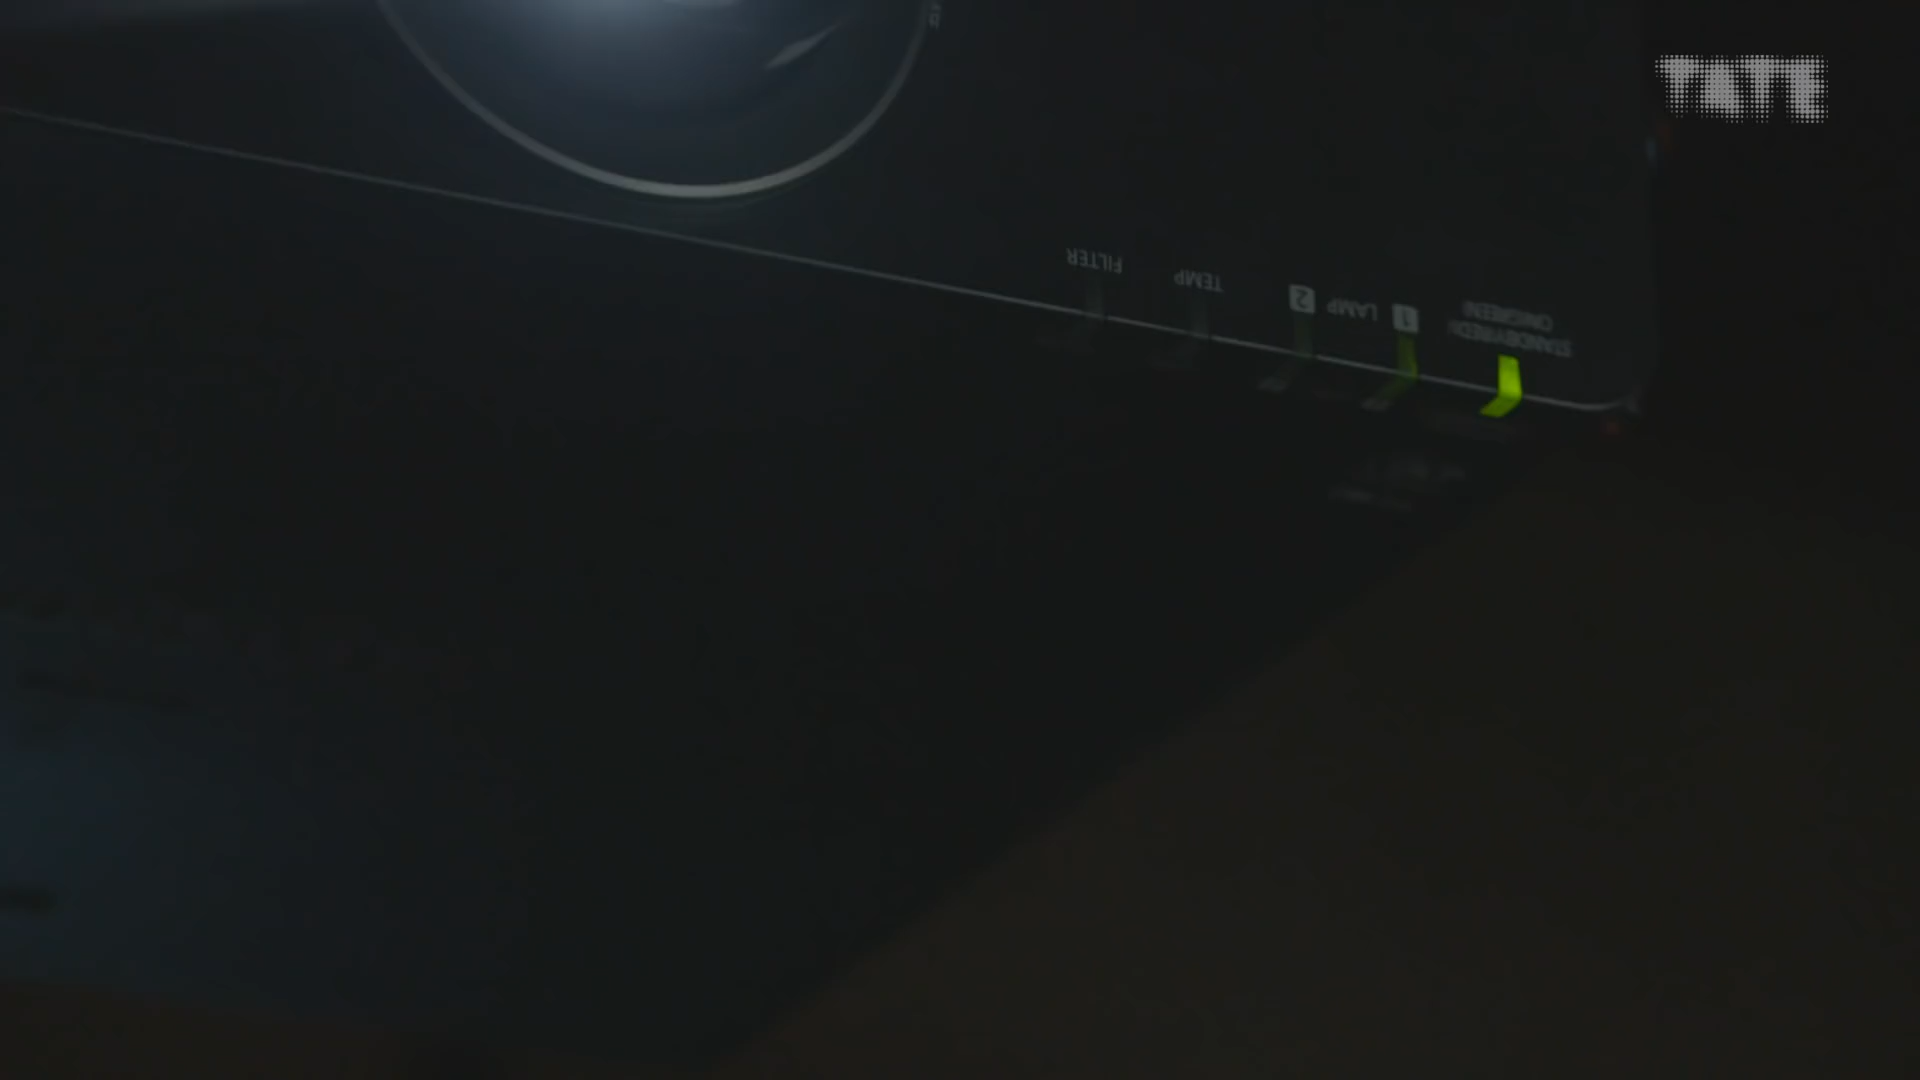 TATE
FILTER
TEMP
2 LAMP 1
ON(GREEN)
STANDBY(RED)